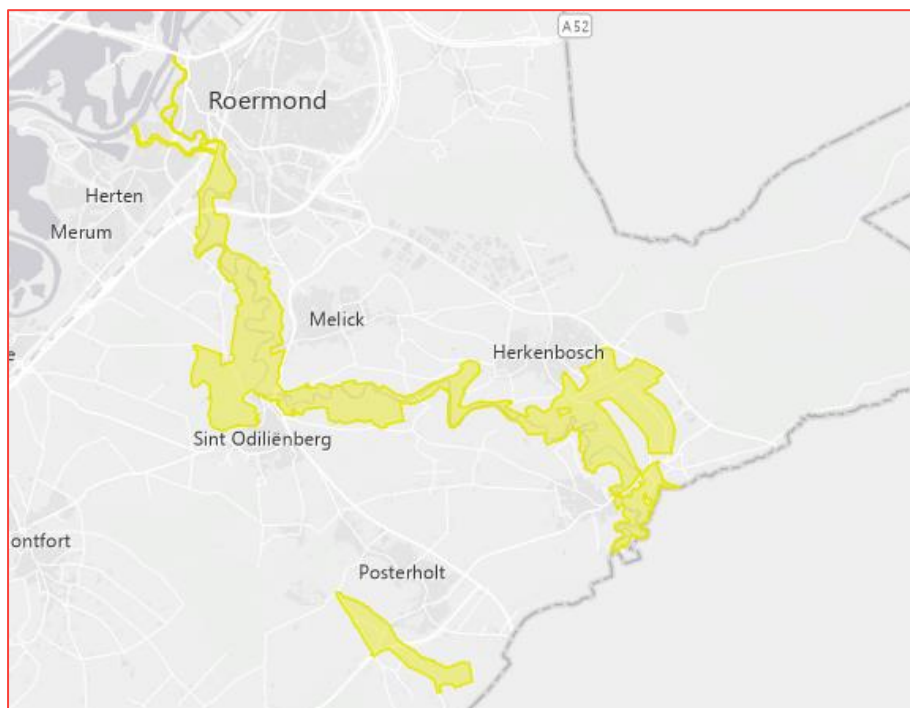 A52
Roermond
Herten
Merum
Melick
e
Herkenbosch
Sint Odiliënberg
ontfort
Posterholt